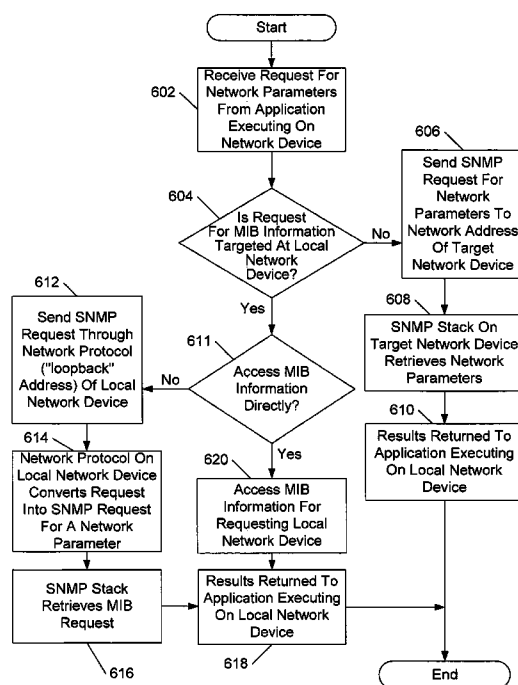 Start
602
Receive Request For
Network Parameters
From Application
Executing On
Network Device
604
Is Request
For MIB Information
Targeted At Local
Network
Device?
No
606
Send SNMP
Request For
Network
Parameters To
Network Address
Of Target
Network Device
608
SNMP Stack On
Target Network Device
Retrieves Network
Parameters
610
Results Returned To
Application Executing
On Local Network
Device
Yes
611
Access MIB
Information
Directly?
No
612
Send SNMP
Request Through
Network Protocol
("loopback"
Address) Of Local
Network Device
614
Network Protocol On
Local Network Device
Converts Request
Into SNMP Request
For A Network
Parameter
SNMP Stack
Retrieves MIB
Request
616
Yes
620
Access MIB
Information For
Requesting Local
Network Device
Results Returned To
Application Executing
On Local Network
Device
618
End